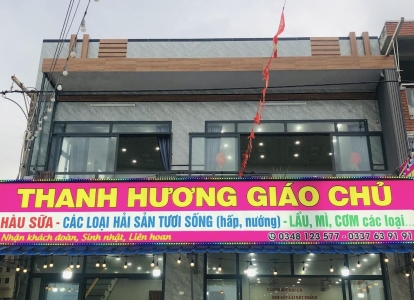 THANH HƯƠNG GIÁO CHỦ
HÀU SỮA - CÁC LOẠI HẢI SẢN TƯƠI SỐNG (hấp, nướng) - LẨU, MÌ, CƠM các loại...
Nhận khách đoàn, Sinh nhật, Liên hoan
0348 123 577 - 0337 63 91 91